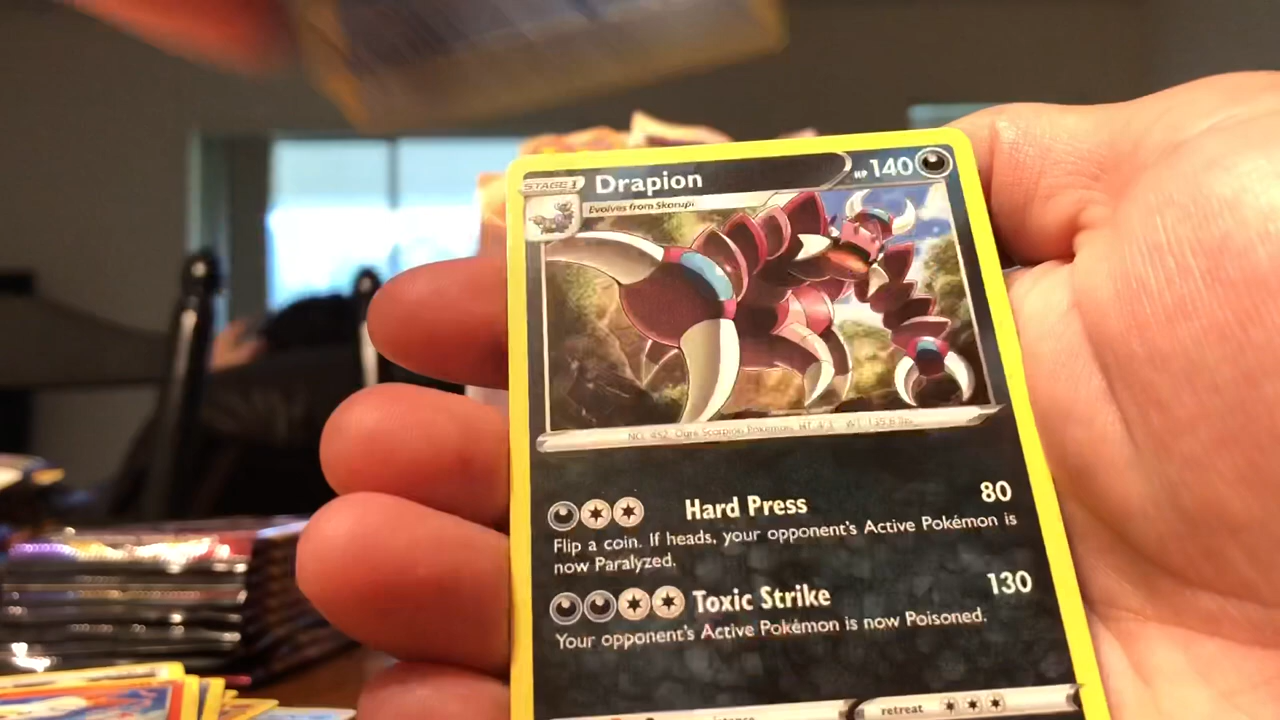 STAGE 1 Drapion HP 140
Evolves from Skorupi
NO. 452 Ogre Scorpion Pokémon HT: 4'3" WT: 135.6 lbs.
Hard Press 80
Flip a coin. If heads, your opponent's Active Pokémon is
now Paralyzed.
Toxic Strike 130
Your opponent's Active Pokémon is now Poisoned.
retreat